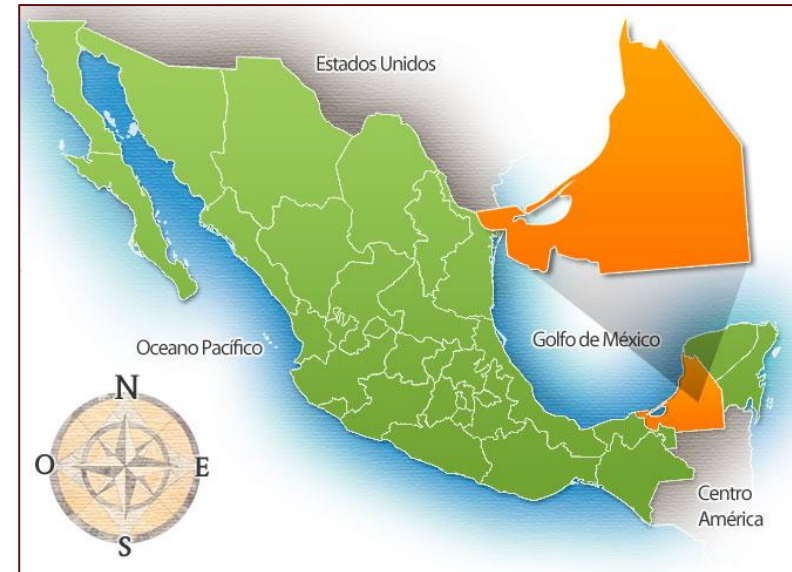 Estados Unidos
Golfo de México
Oceano Pacífico
N
O
E
S
Centro
América